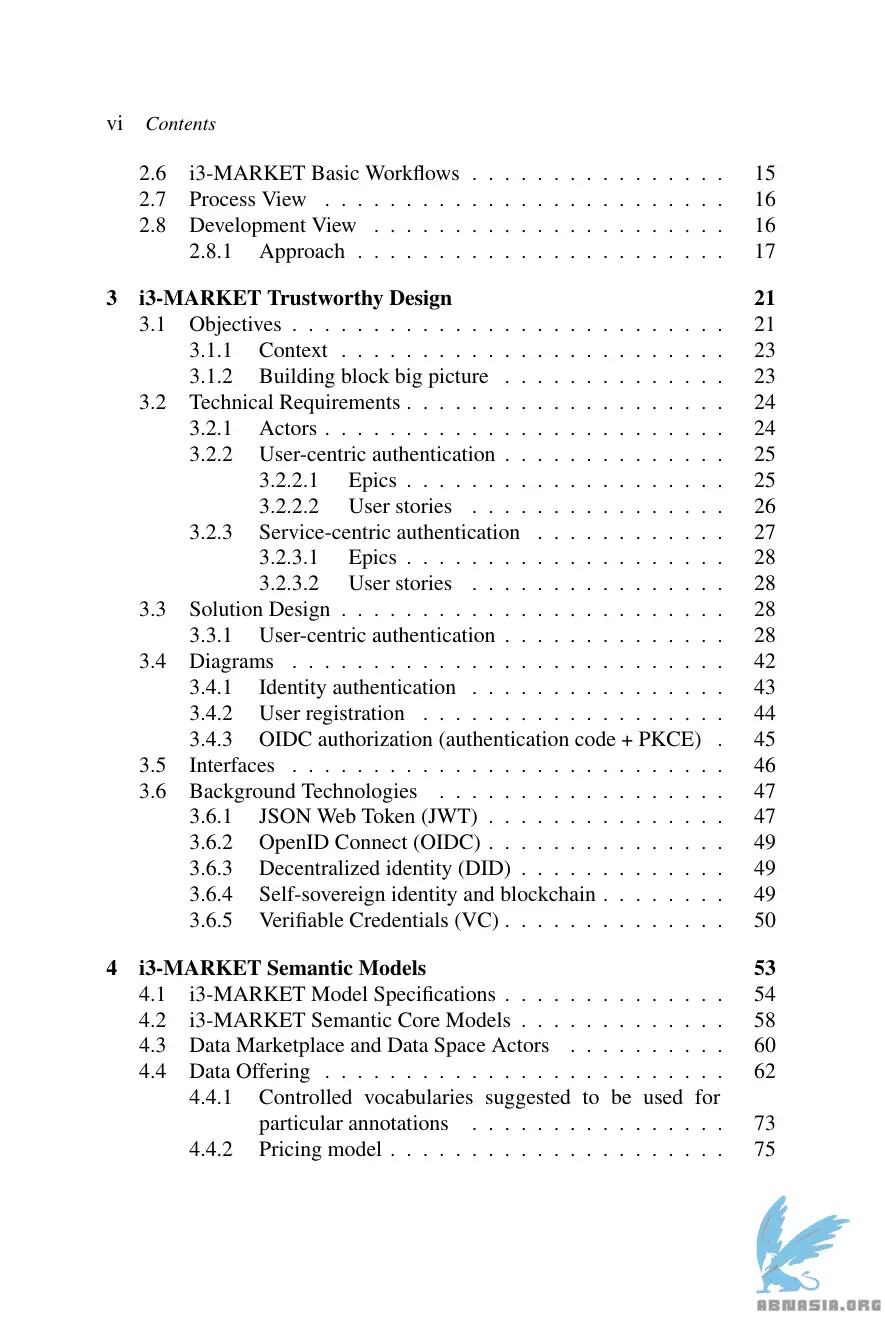 vi Contents
2.6 i3-MARKET Basic Workflows . . . . . . . . . . . . . . . . 15
2.7 Process View . . . . . . . . . . . . . . . . . . . . . . . . . 16
2.8 Development View . . . . . . . . . . . . . . . . . . . . . . 16
2.8.1 Approach . . . . . . . . . . . . . . . . . . . . . . . 17
3 i3-MARKET Trustworthy Design 21
3.1 Objectives . . . . . . . . . . . . . . . . . . . . . . . . . . . 21
3.1.1 Context . . . . . . . . . . . . . . . . . . . . . . . . 23
3.1.2 Building block big picture . . . . . . . . . . . . . . 23
3.2 Technical Requirements . . . . . . . . . . . . . . . . . . . . 24
3.2.1 Actors . . . . . . . . . . . . . . . . . . . . . . . . . 24
3.2.2 User-centric authentication . . . . . . . . . . . . . . 25
3.2.2.1 Epics . . . . . . . . . . . . . . . . . . . . 25
3.2.2.2 User stories . . . . . . . . . . . . . . . . 26
3.2.3 Service-centric authentication . . . . . . . . . . . . 27
3.2.3.1 Epics . . . . . . . . . . . . . . . . . . . . 28
3.2.3.2 User stories . . . . . . . . . . . . . . . . 28
3.3 Solution Design . . . . . . . . . . . . . . . . . . . . . . . . 28
3.3.1 User-centric authentication . . . . . . . . . . . . . . 28
3.4 Diagrams . . . . . . . . . . . . . . . . . . . . . . . . . . . 42
3.4.1 Identity authentication . . . . . . . . . . . . . . . . 43
3.4.2 User registration . . . . . . . . . . . . . . . . . . . 44
3.4.3 OIDC authorization (authentication code + PKCE) . 45
3.5 Interfaces . . . . . . . . . . . . . . . . . . . . . . . . . . . 46
3.6 Background Technologies . . . . . . . . . . . . . . . . . . 47
3.6.1 JSON Web Token (JWT) . . . . . . . . . . . . . . . 47
3.6.2 OpenID Connect (OIDC) . . . . . . . . . . . . . . . 49
3.6.3 Decentralized identity (DID) . . . . . . . . . . . . . 49
3.6.4 Self-sovereign identity and blockchain . . . . . . . . 49
3.6.5 Verifiable Credentials (VC) . . . . . . . . . . . . . . 50
4 i3-MARKET Semantic Models 53
4.1 i3-MARKET Model Specifications . . . . . . . . . . . . . . 54
4.2 i3-MARKET Semantic Core Models . . . . . . . . . . . . . 58
4.3 Data Marketplace and Data Space Actors . . . . . . . . . . 60
4.4 Data Offering . . . . . . . . . . . . . . . . . . . . . . . . . 62
4.4.1 Controlled vocabularies suggested to be used for
particular annotations . . . . . . . . . . . . . . . . 73
4.4.2 Pricing model . . . . . . . . . . . . . . . . . . . . . 75
ABNASIA.ORG